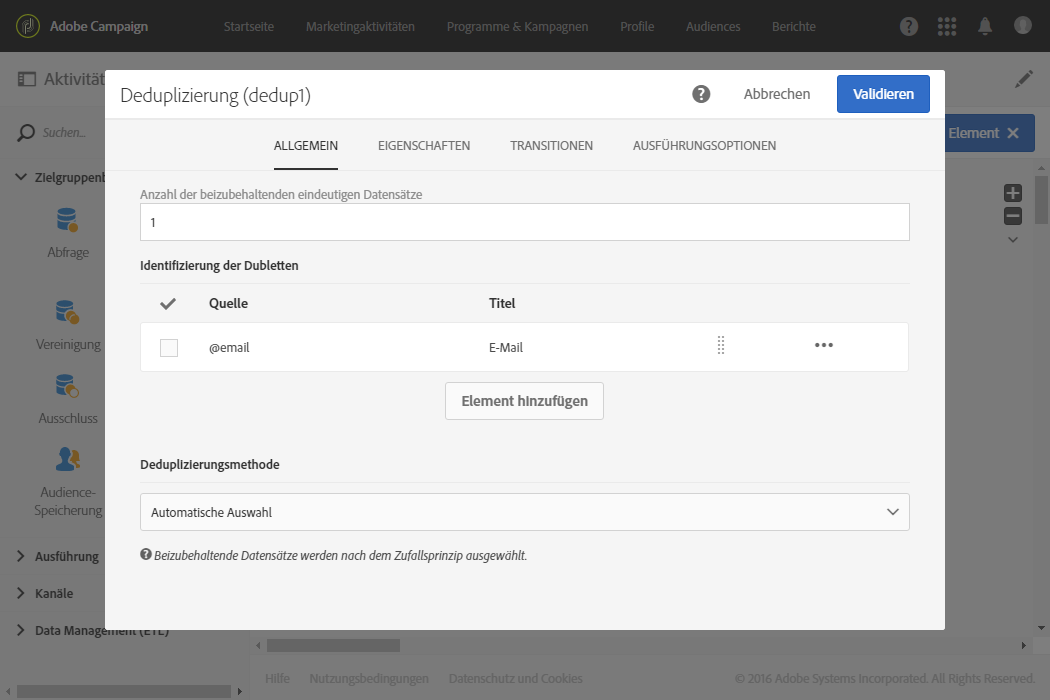 Adobe Campaign
Startseite
Marketingaktivitäten
Programme & Kampagnen
Profile
Audiences
Berichte
Aktivität
Deduplizierung (dedup1)
Abbrechen
Validieren
Suchen...
Element
ALLGEMEIN
EIGENSCHAFTEN
TRANSITIONEN
AUSFÜHRUNGSOPTIONEN
Zielgruppenb
Abfrage
Vereinigung
Ausschluss
Audience-
Speicherung
Ausführung
Kanäle
Data Management (ETL)
Anzahl der beizubehaltenden eindeutigen Datensätze
1
Identifizierung der Dubletten
Quelle
Titel
@email
E-Mail
Element hinzufügen
Deduplizierungsmethode
Automatische Auswahl
Beizubehaltende Datensätze werden nach dem Zufallsprinzip ausgewählt.
Hilfe
Nutzungsbedingungen
Datenschutz und Cookies
© 2016 Adobe Systems Incorporated. All Rights Reserved.